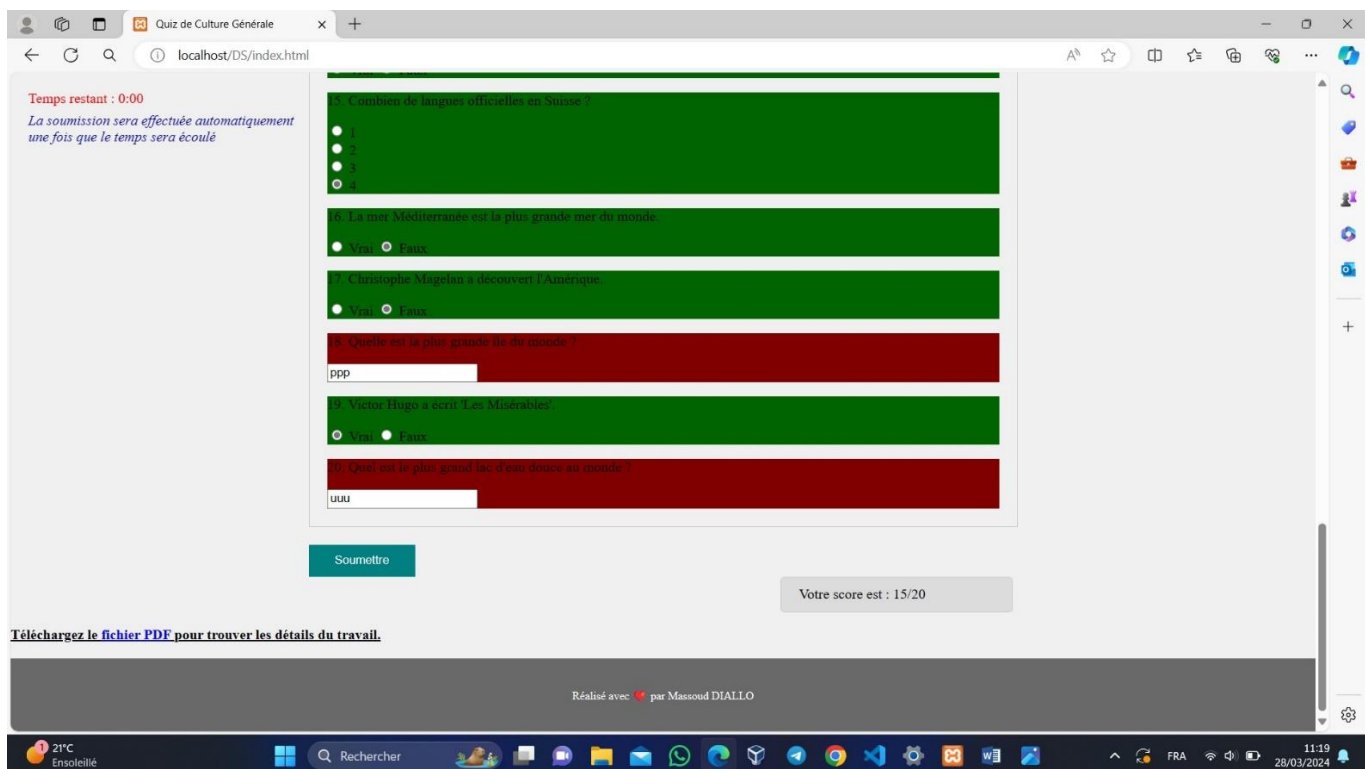 Quiz de Culture Générale
localhost/DS/index.html
Temps restant : 0:00
La soumission sera effectuée automatiquement
une fois que le temps sera écoulé
15. Combien de langues officielles en Suisse ?
1
2
3
4
16. La mer Méditerranée est la plus grande mer du monde.
Vrai Faux
17. Christophe Magelan a découvert l'Amérique.
Vrai Faux
18. Quelle est la plus grande île du monde ?
ppp
19. Victor Hugo a écrit 'Les Misérables'.
Vrai Faux
20. Quel est le plus grand lac d'eau douce au monde ?
uuu
Soumettre
Votre score est : 15/20
Téléchargez le fichier PDF pour trouver les détails du travail.
Réalisé avec par Massoud DIALLO
1
21°C
Ensoleillé
Rechercher
FRA
11:19
28/03/2024